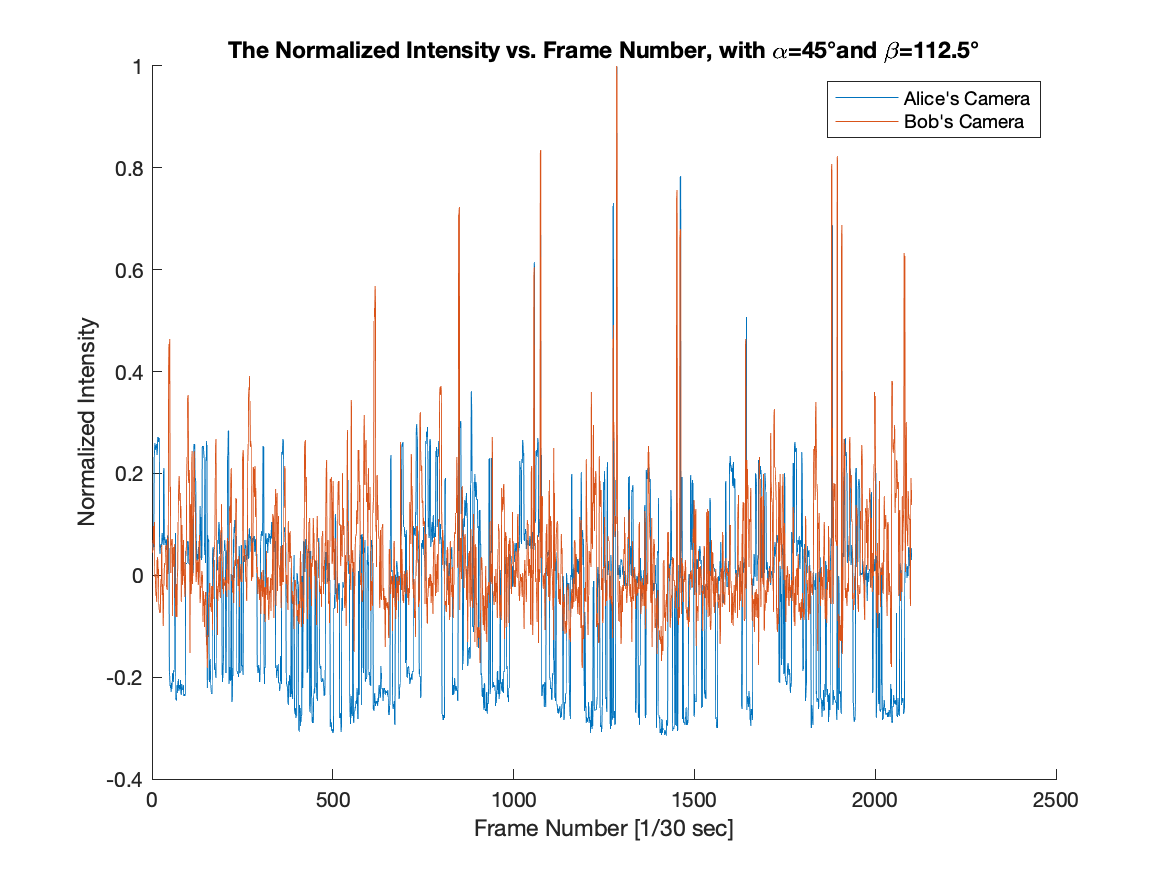 The Normalized Intensity vs. Frame Number, with α=45°and β=112.5°
Alice's Camera
Bob's Camera
Normalized Intensity
1
0.8
0.6
0.4
0.2
0
-0.2
-0.4
0 500 1000 1500 2000 2500
Frame Number [1/30 sec]